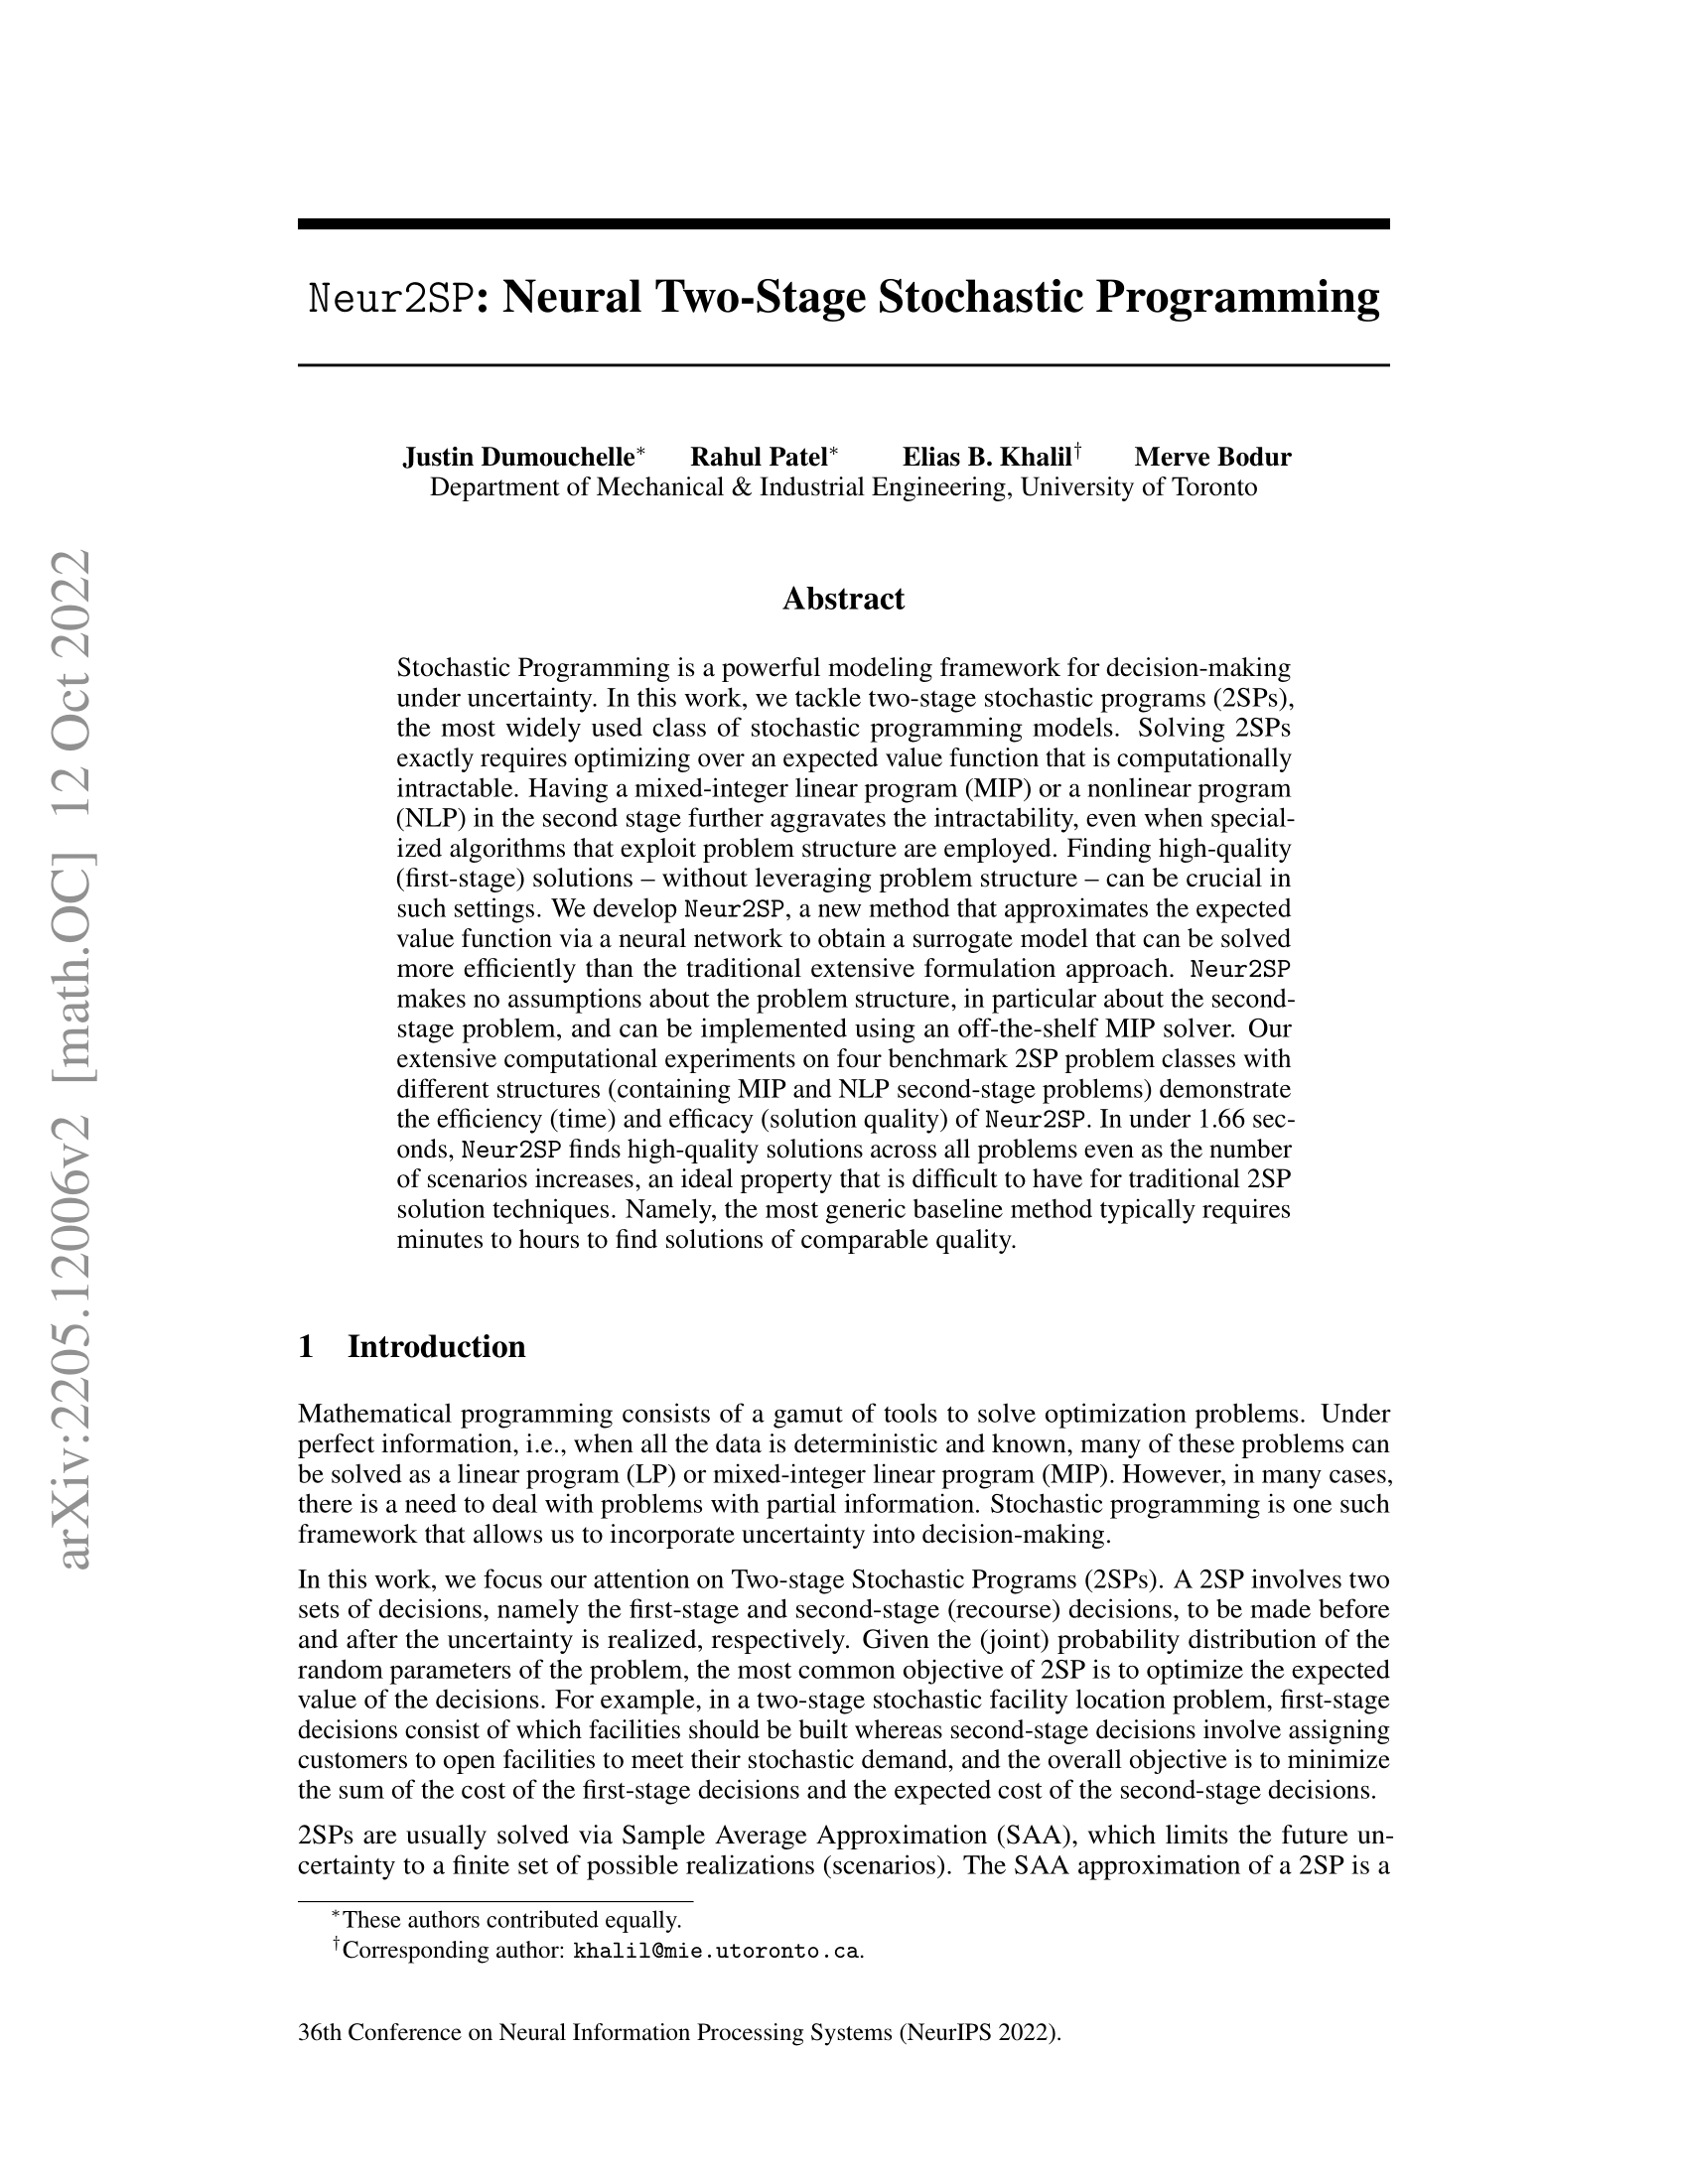 arXiv:2205.12006v2 [math.OC] 12 Oct 2022
Neur2SP: Neural Two-Stage Stochastic Programming
Justin Dumouchelle* Rahul Patel* Elias B. Khalil† Merve Bodur
Department of Mechanical & Industrial Engineering, University of Toronto
Abstract
Stochastic Programming is a powerful modeling framework for decision-making
under uncertainty. In this work, we tackle two-stage stochastic programs (2SPs),
the most widely used class of stochastic programming models. Solving 2SPs
exactly requires optimizing over an expected value function that is computationally
intractable. Having a mixed-integer linear program (MIP) or a nonlinear program
(NLP) in the second stage further aggravates the intractability, even when special-
ized algorithms that exploit problem structure are employed. Finding high-quality
(first-stage) solutions – without leveraging problem structure – can be crucial in
such settings. We develop Neur2SP, a new method that approximates the expected
value function via a neural network to obtain a surrogate model that can be solved
more efficiently than the traditional extensive formulation approach. Neur2SP
makes no assumptions about the problem structure, in particular about the second-
stage problem, and can be implemented using an off-the-shelf MIP solver. Our
extensive computational experiments on four benchmark 2SP problem classes with
different structures (containing MIP and NLP second-stage problems) demonstrate
the efficiency (time) and efficacy (solution quality) of Neur2SP. In under 1.66 sec-
onds, Neur2SP finds high-quality solutions across all problems even as the number
of scenarios increases, an ideal property that is difficult to have for traditional 2SP
solution techniques. Namely, the most generic baseline method typically requires
minutes to hours to find solutions of comparable quality.
1 Introduction
Mathematical programming consists of a gamut of tools to solve optimization problems. Under
perfect information, i.e., when all the data is deterministic and known, many of these problems can
be solved as a linear program (LP) or mixed-integer linear program (MIP). However, in many cases,
there is a need to deal with problems with partial information. Stochastic programming is one such
framework that allows us to incorporate uncertainty into decision-making.
In this work, we focus our attention on Two-stage Stochastic Programs (2SPs). A 2SP involves two
sets of decisions, namely the first-stage and second-stage (recourse) decisions, to be made before
and after the uncertainty is realized, respectively. Given the (joint) probability distribution of the
random parameters of the problem, the most common objective of 2SP is to optimize the expected
value of the decisions. For example, in a two-stage stochastic facility location problem, first-stage
decisions consist of which facilities should be built whereas second-stage decisions involve assigning
customers to open facilities to meet their stochastic demand, and the overall objective is to minimize
the sum of the cost of the first-stage decisions and the expected cost of the second-stage decisions.
2SPs are usually solved via Sample Average Approximation (SAA), which limits the future un-
certainty to a finite set of possible realizations (scenarios). The SAA approximation of a 2SP is a
*These authors contributed equally.
†Corresponding author: khalil@mie.utoronto.ca.
36th Conference on Neural Information Processing Systems (NeurIPS 2022).